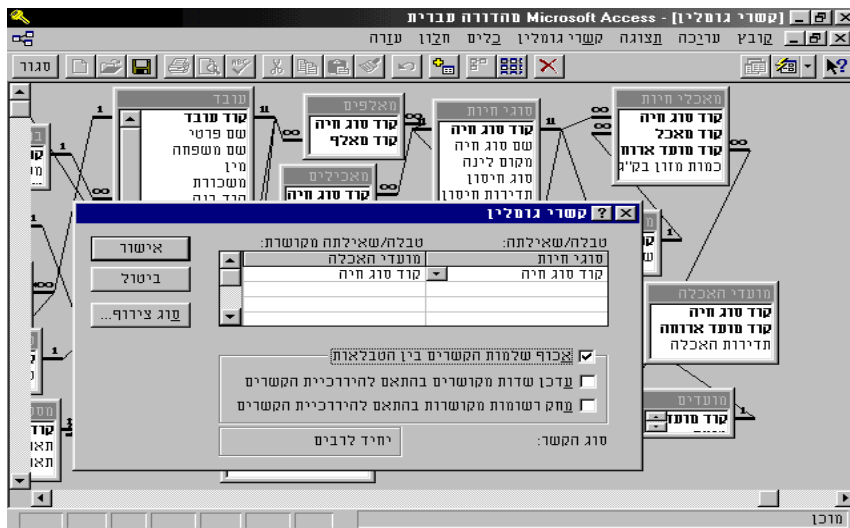 [קשרי גומלין] - Microsoft Access מהדורה עברית
קובץ עריכה תצוגה קשרי גומלין כלים חלון עזרה
סגור
עובד
קוד עובד
שם פרטי
שם משפחה
מין
משכורת
מאלפים
קוד סוג חיה
קוד מאלף
מאכילים
קוד סוג חיה
סוגי חיות
קוד סוג חיה
שם סוג חיה
מקום לינה
סוג חיסון
תדירות חיסון
מאכלי חיות
קוד סוג חיה
קוד מאכל
קוד מועד ארוח
כמות מזון בק"ג
מועדי האכלה
קוד סוג חיה
קוד מועד ארוחה
תדירות האכלה
מועדים
קוד מועד
קשרי גומלין
טבלה/שאילתה: טבלה/שאילתה מקושרת:
סוגי חיות מועדי האכלה
קוד סוג חיה קוד סוג חיה
אישור
ביטול
סוג צירוף...
אכוף שלמות הקשרים בין הטבלאות
עדכן שדות מקושרים בהתאם להירכיית הקשרים
מחק רשומות מקושרות בהתאם להירכיית הקשרים
סוג הקשר: יחיד לרבים
מוכן